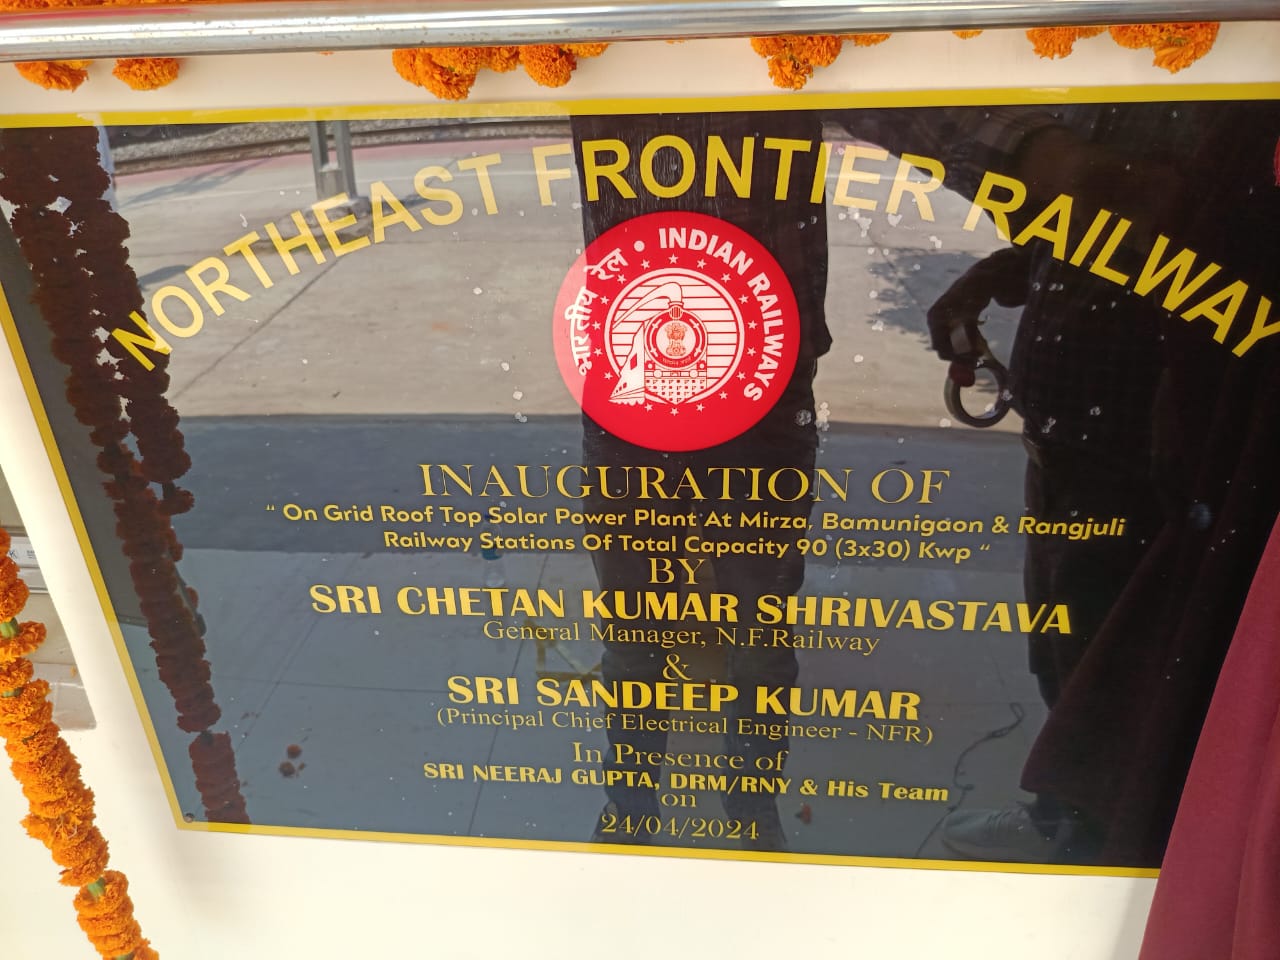 NORTHEAST FRONTIER RAILWAY
भारतीय रेल • INDIAN RAILWAYS
INAUGURATION OF
“ On Grid Roof Top Solar Power Plant At Mirza, Bamunigaon & Rangjuli
Railway Stations Of Total Capacity 90 (3x30) Kwp “
BY
SRI CHETAN KUMAR SHRIVASTAVA
General Manager, N.F.Railway
&
SRI SANDEEP KUMAR
(Principal Chief Electrical Engineer - NFR)
In Presence of
SRI NEERAJ GUPTA, DRM/RNY & His Team
on
24/04/2024